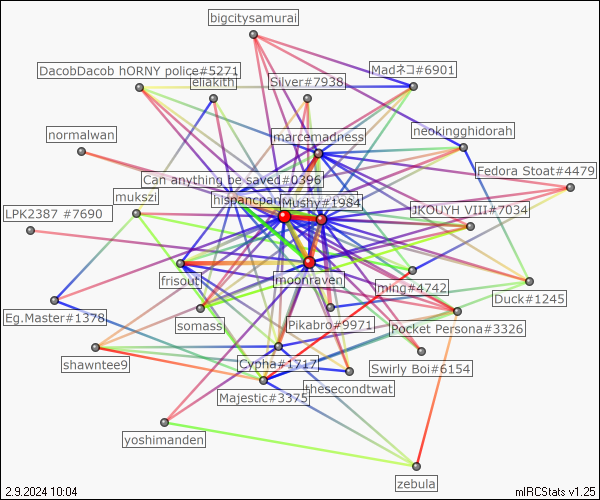 bigcitysamurai
DacobDacob hORNY police#5271
Madネコ#6901
eliakith
Silver#7938
normalwan
marcemadness
neokingghidorah
Fedora Stoat#4479
Can anything be saved#0396
mukszi
Mushy#1984
LPK2387 #7690
JKOUYH VIII#7034
frisout
moonraven
ming#4742
Duck#1245
Eg.Master#1378
somass
Pikabro#9971
Pocket Persona#3326
shawntee9
Cypha#1717
Swirly Boi#6154
thesecondtwat
Majestic#3375
yoshimanden
zebula
2.9.2024 10:04
mIRCStats v1.25